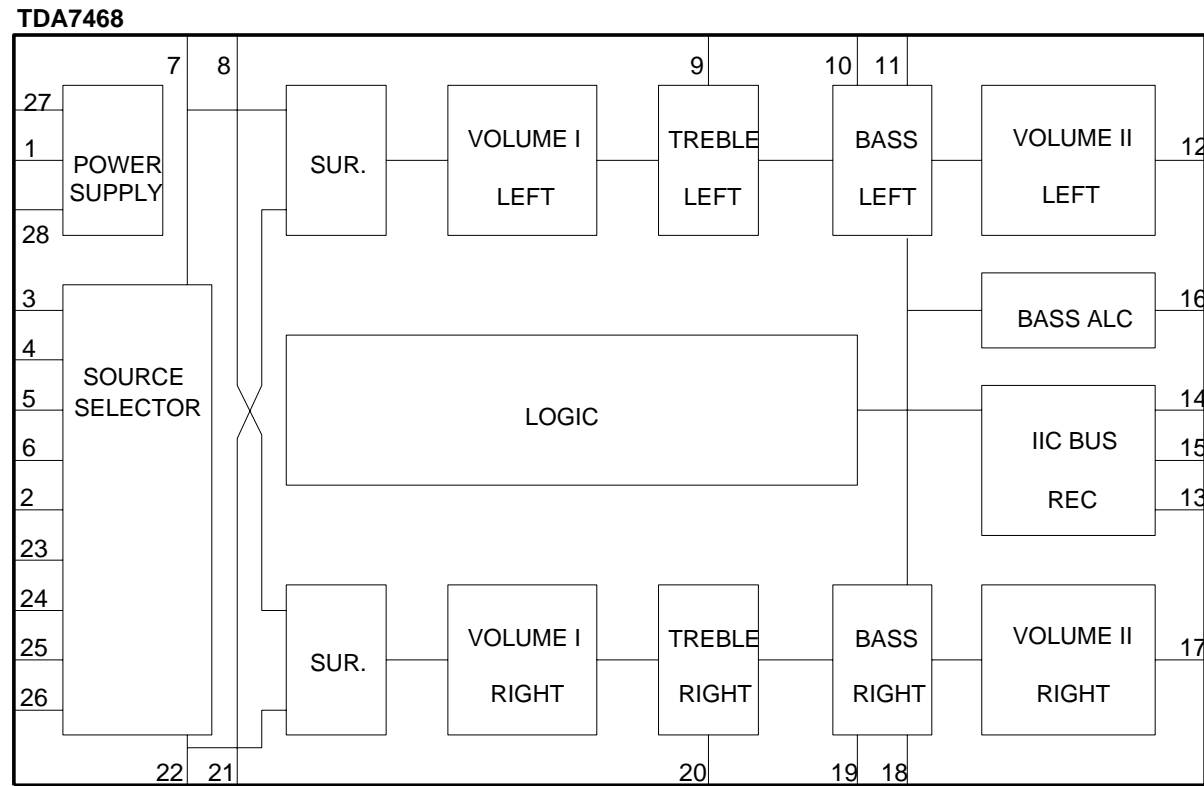 TDA7468
7 8 9 10 11
27
1
28
POWER
SUPPLY
SUR.
VOLUME I
LEFT
TREBLE
LEFT
BASS
LEFT
VOLUME II
LEFT
12
3
4
5
6
2
23
24
25
26
SOURCE
SELECTOR
LOGIC
BASS ALC
16
IIC BUS
REC
14
15
13
SUR.
VOLUME I
RIGHT
TREBLE
RIGHT
BASS
RIGHT
VOLUME II
RIGHT
17
22 21 20 19 18